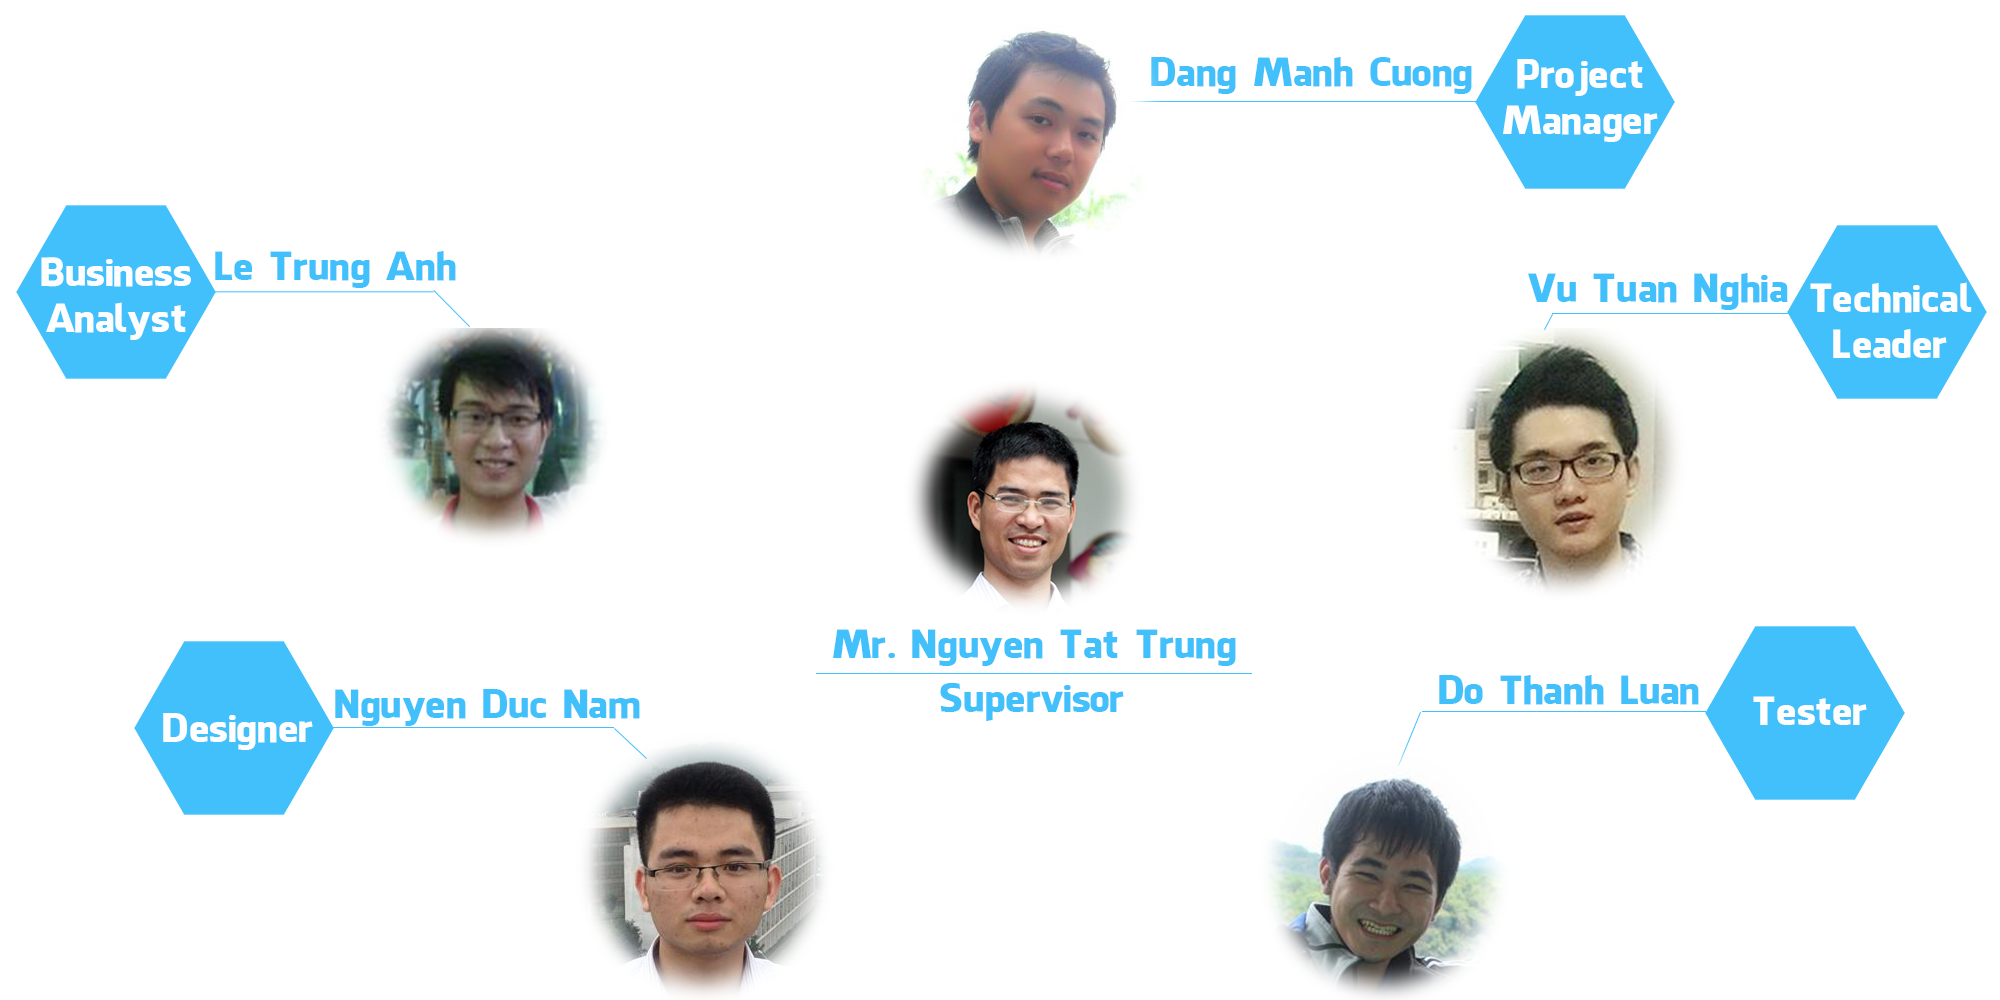 Dang Manh Cuong
Project
Manager
Le Trung Anh
Business
Analyst
Vu Tuan Nghia
Technical
Leader
Mr. Nguyen Tat Trung
Supervisor
Nguyen Duc Nam
Designer
Do Thanh Luan
Tester